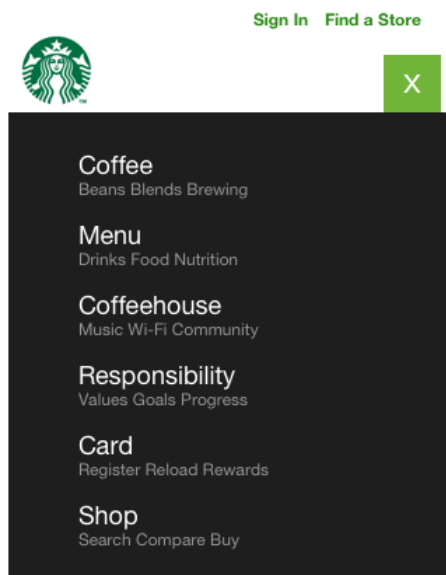 Sign In Find a Store
X
Coffee
Beans Blends Brewing
Menu
Drinks Food Nutrition
Coffeehouse
Music Wi-Fi Community
Responsibility
Values Goals Progress
Card
Register Reload Rewards
Shop
Search Compare Buy